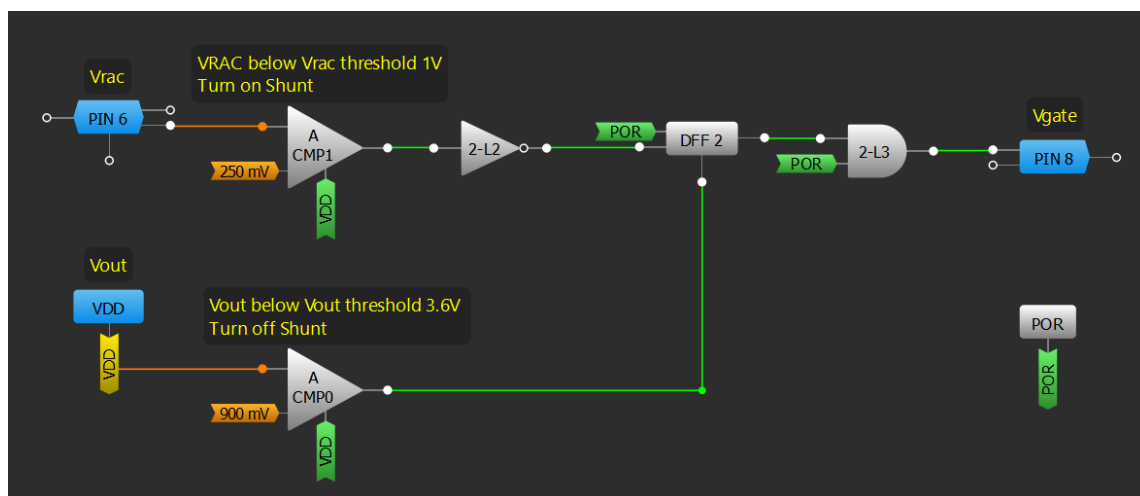 VRAC below Vrac threshold 1V
Turn on Shunt
Vrac
PIN 6
A
CMP1
250 mV
VDD
2-L2
POR
DFF 2
POR
2-L3
Vgate
PIN 8
Vout
VDD
VDD
Vout below Vout threshold 3.6V
Turn off Shunt
A
CMP0
900 mV
VDD
POR
POR